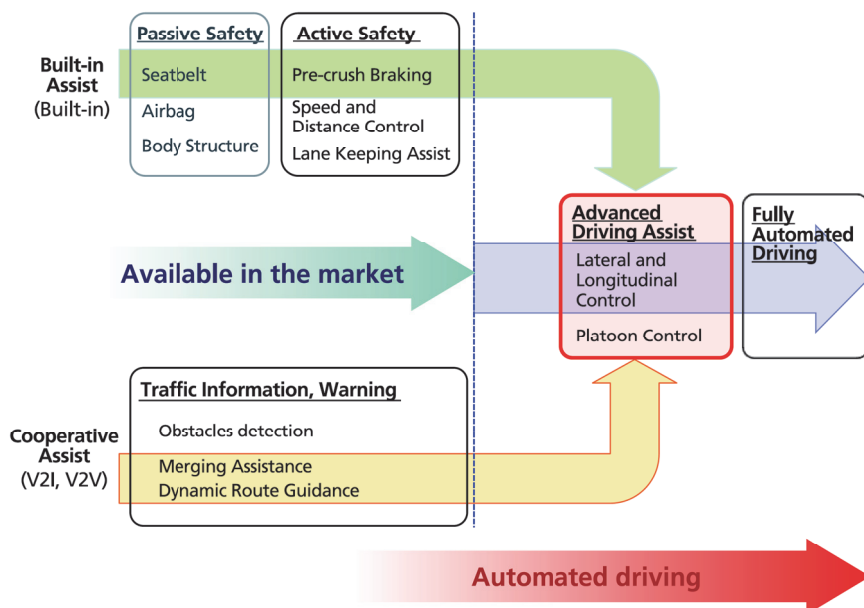 Passive Safety
Active Safety
Built-in
Assist
(Built-in)
Seatbelt
Airbag
Body Structure
Pre-crush Braking
Speed and
Distance Control
Lane Keeping Assist
Available in the market
Advanced
Driving Assist
Lateral and
Longitudinal
Control
Platoon Control
Fully
Automated
Driving
Traffic Information, Warning
Cooperative
Assist
(V2I, V2V)
Obstacles detection
Merging Assistance
Dynamic Route Guidance
Automated driving